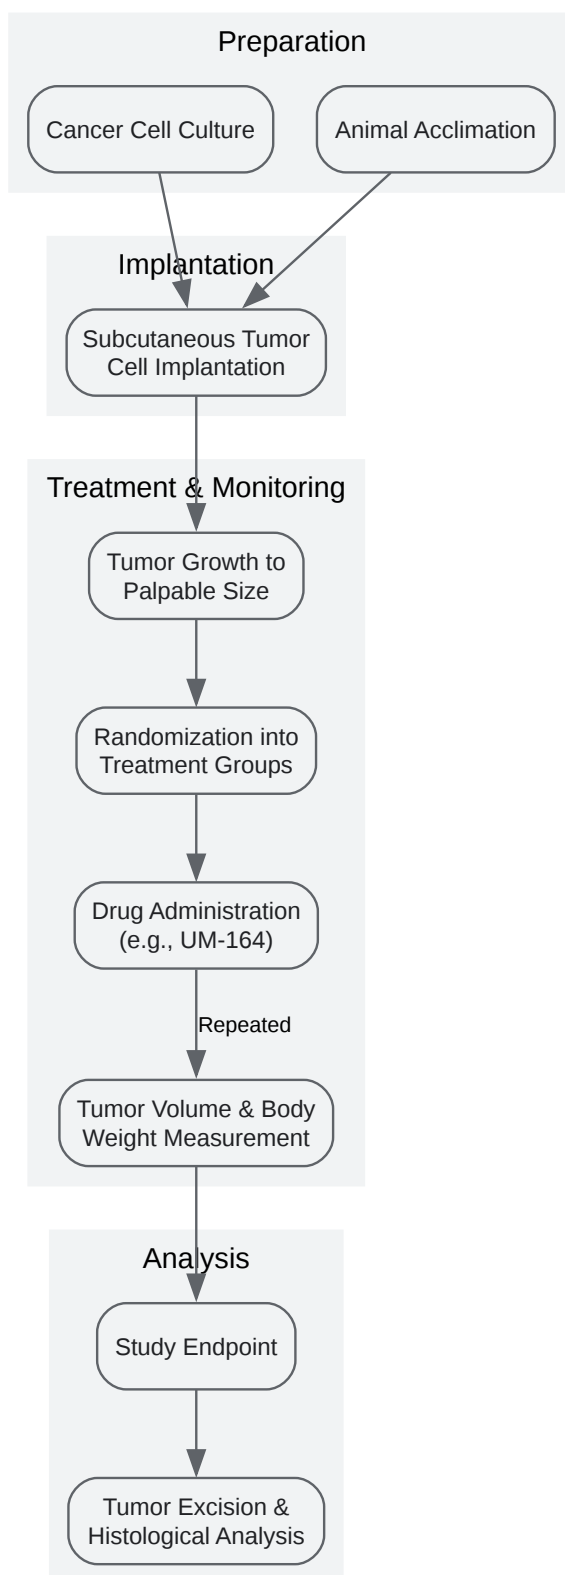 Preparation
Cancer Cell Culture
Animal Acclimation
Implantation
Subcutaneous Tumor
Cell Implantation
Treatment & Monitoring
Tumor Growth to
Palpable Size
Randomization into
Treatment Groups
Drug Administration
(e.g., UM-164)
Repeated
Tumor Volume & Body
Weight Measurement
Analysis
Study Endpoint
Tumor Excision &
Histological Analysis